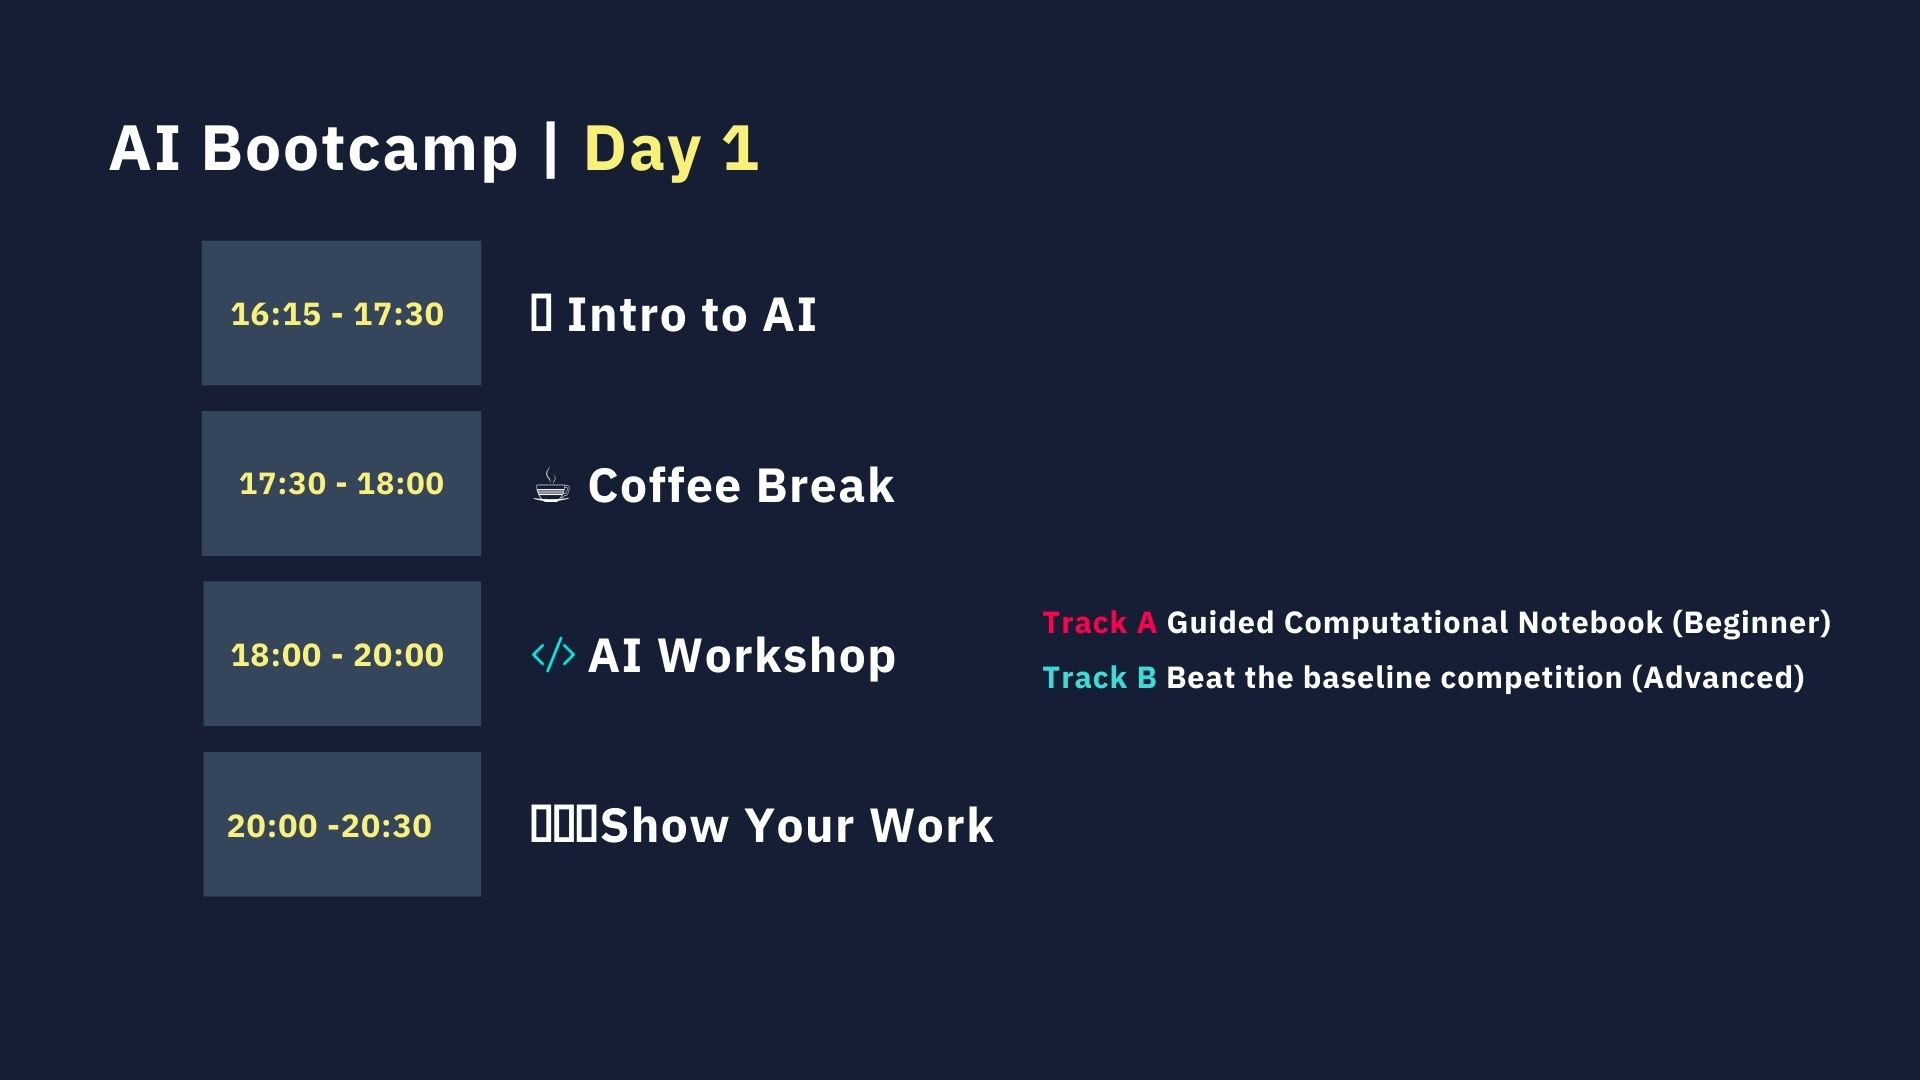 AI Bootcamp | Day 1
16:15 - 17:30
Intro to AI
17:30 - 18:00
☕ Coffee Break
18:00 - 20:00
</> AI Workshop
Track A Guided Computational Notebook (Beginner)
Track B Beat the baseline competition (Advanced)
20:00 -20:30
Show Your Work